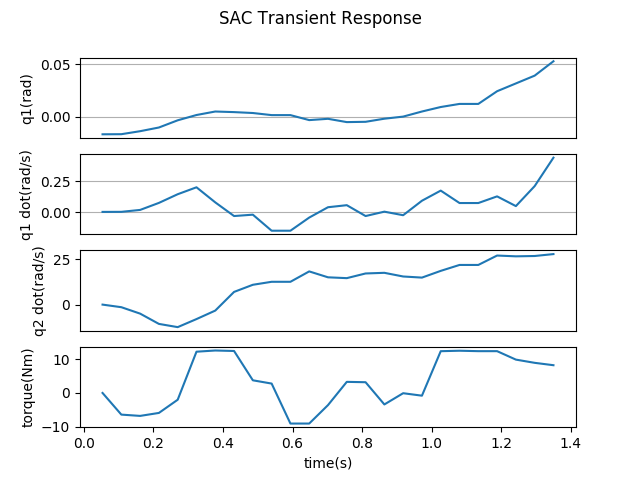 SAC Transient Response
0.05
0.00
q1(rad)
0.25
0.00
q1 dot(rad/s)
25
0
q2 dot(rad/s)
10
0
−10
torque(Nm)
0.0 0.2 0.4 0.6 0.8 1.0 1.2 1.4
time(s)